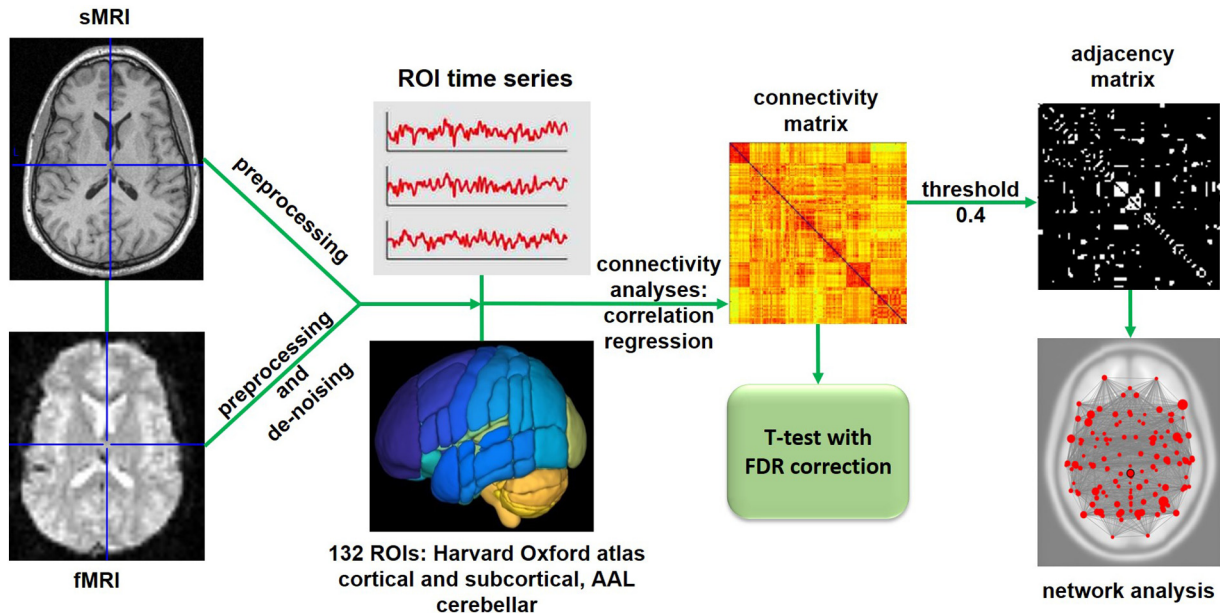 sMRI
preprocessing
preprocessing
and
de-noising
fMRI
ROI time series
132 ROIs: Harvard Oxford atlas
cortical and subcortical, AAL
cerebellar
connectivity
analyses:
correlation
regression
connectivity
matrix
T-test with
FDR correction
threshold
0.4
adjacency
matrix
network analysis